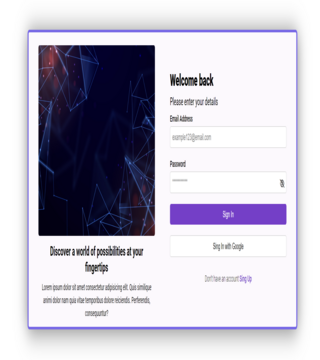 Welcome back
Please enter your details
Email Address
example123@email.com
Password
Sign In
Sing In with Google
Don't have an account Sing Up
Discover a world of possibilities at your
fingertips
Lorem ipsum dolor sit amet consectetur adipisicing elit. Quis similique
animi dolor nam quia vitae temporibus dolore reiciendis. Perferendis,
consequuntur?